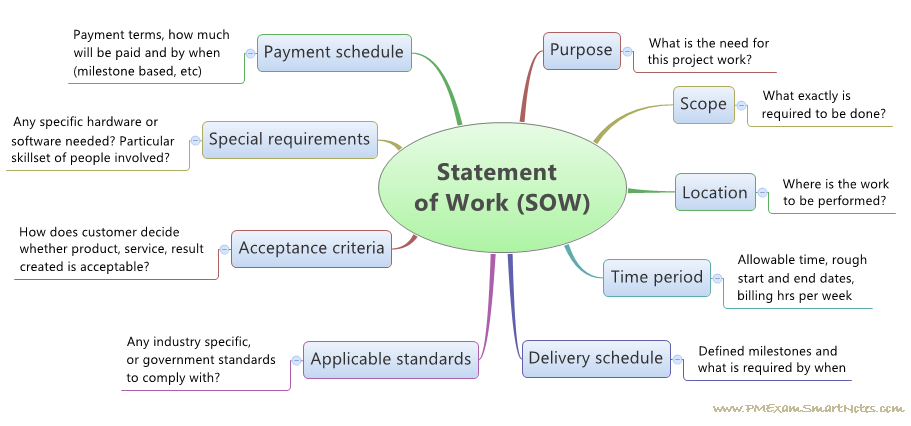 Statement
of Work (SOW)
Purpose
What is the need for
this project work?
Scope
What exactly is
required to be done?
Location
Where is the work
to be performed?
Time period
Allowable time, rough
start and end dates,
billing hrs per week
Delivery schedule
Defined milestones and
what is required by when
Applicable standards
Any industry specific,
or government standards
to comply with?
Acceptance criteria
How does customer decide
whether product, service, result
created is acceptable?
Special requirements
Any specific hardware or
software needed? Particular
skillset of people involved?
Payment schedule
Payment terms, how much
will be paid and by when
(milestone based, etc)
www.PMExamSmartNotes.com